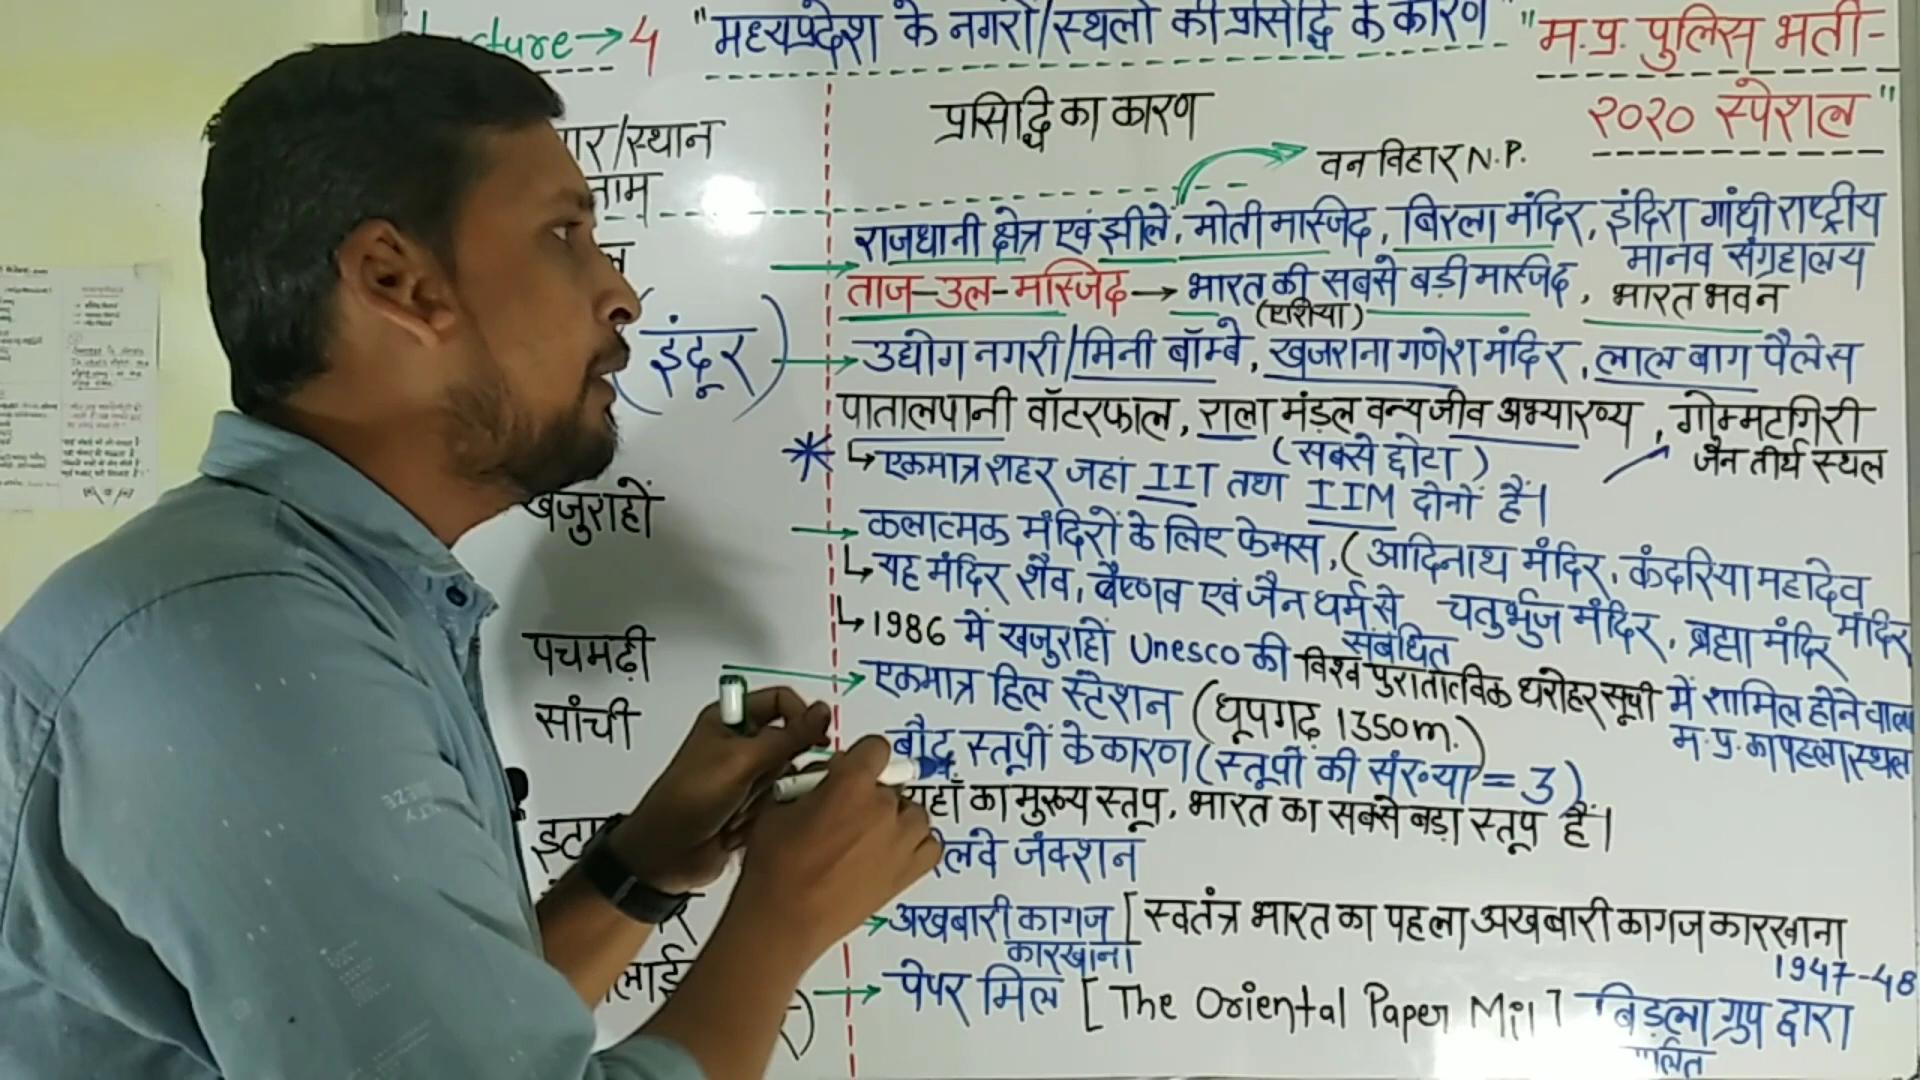 ture → 4 "मध्यप्रदेश के नगरों/स्थलों की प्रसिद्धि के कारण" "म.प्र. पुलिस भर्ती-
२०२० स्पेशल"
/स्थान
नाम
प्रसिद्धि का कारण
वन विहार N.P.
राजधानी क्षेत्र एवं झीलें, मोती मस्जिद, बिरला मंदिर, इंदिरा गांधी राष्ट्रीय
मानव संग्रहालय
ताज-उल-मस्जिद → भारत की सबसे बड़ी मस्जिद, भारत भवन
(एशिया)
(इंदूर) → उद्योग नगरी/मिनी बॉम्बे, खजराना गणेश मंदिर, लाल बाग पैलेस
पातालपानी वॉटरफाल, राला मंडल वन्यजीव अभ्यारण्य, गोम्मटगिरी
(सबसे छोटा) जैन तीर्थ स्थल
* ↳ एकमात्र शहर जहां IIT तथा IIM दोनों हैं।
खजुराहों → कलात्मक मंदिरों के लिए फेमस, (आदिनाथ मंदिर, कंदरिया महादेव मंदिर
↳ यह मंदिर शैव, वैष्णव एवं जैन धर्म से संबंधित चतुर्भुज मंदिर, ब्रह्मा मंदिर
↳ 1986 में खजुराहों Unesco की विश्व पुरातात्विक धरोहर सूची में शामिल होने वाला
म.प्र. का पहला स्थल
पचमढ़ी → एकमात्र हिल स्टेशन (धूपगढ़ 1350m.)
सांची बौद्ध स्तूपों के कारण (स्तूपों की संख्या = 3)
यहाँ का मुख्य स्तूप, भारत का सबसे बड़ा स्तूप हैं।
जंक्शन
→ अखबारी कागज [स्वतंत्र भारत का पहला अखबारी कागज कारखाना
कारखाना 1947-48
→ पेपर मिल [The Oriental Paper Mill] बिड़ला ग्रुप द्वारा